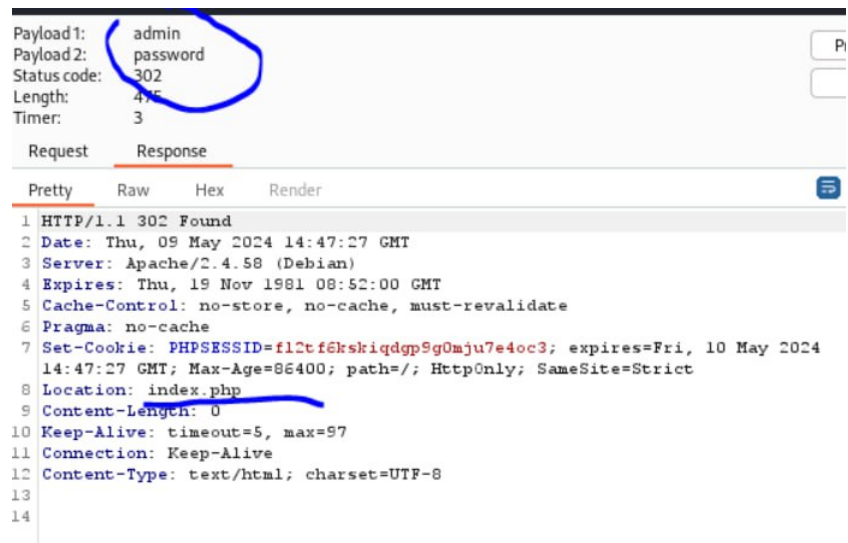 Payload 1: admin
Payload 2: password
Status code: 302
Length: 475
Timer: 3
Request Response
Pretty Raw Hex Render
1 HTTP/1.1 302 Found
2 Date: Thu, 09 May 2024 14:47:27 GMT
3 Server: Apache/2.4.58 (Debian)
4 Expires: Thu, 19 Nov 1981 08:52:00 GMT
5 Cache-Control: no-store, no-cache, must-revalidate
6 Pragma: no-cache
7 Set-Cookie: PHPSESSID=fl2tf6kskiqdgp9g0mju7e4oc3; expires=Fri, 10 May 2024
14:47:27 GMT; Max-Age=86400; path=/; HttpOnly; SameSite=Strict
8 Location: index.php
9 Content-Length: 0
10 Keep-Alive: timeout=5, max=97
11 Connection: Keep-Alive
12 Content-Type: text/html; charset=UTF-8
13
14